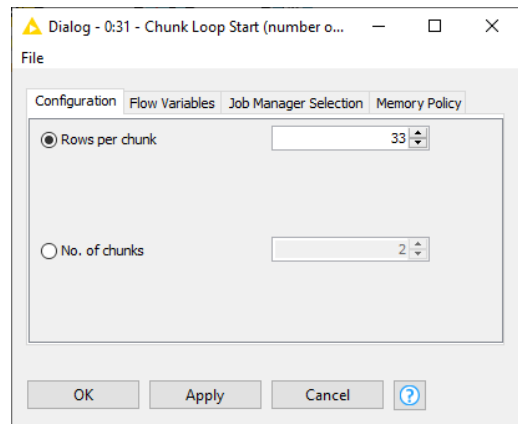 Dialog - 0:31 - Chunk Loop Start (number o...
File
Configuration Flow Variables Job Manager Selection Memory Policy
Rows per chunk 33
No. of chunks 2
OK Apply Cancel ?